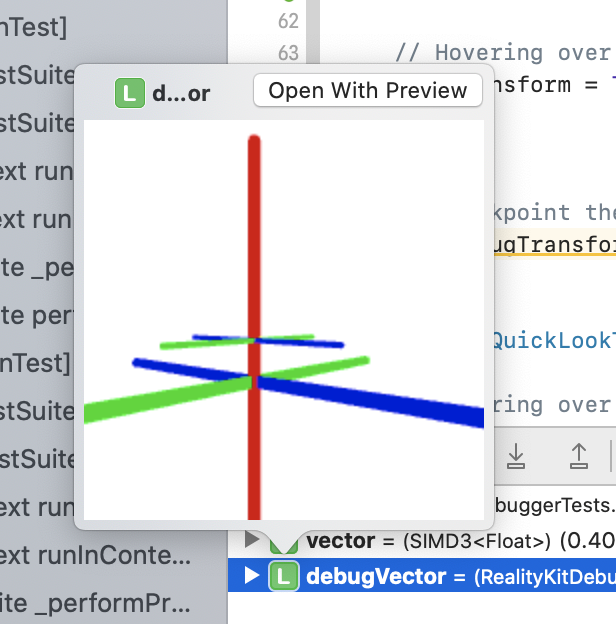 nTest]
stSuite
stSuite
ext run
ext run
te _pe
te per
nTest]
stSuite
stSuite
ext run
ext runInConte...
ite _performPr...
62
63 // Hovering over
nsform =
kpoint the
ugTransfo
QuickLook
ring over
L d...or Open With Preview
buggerTests.
vector = (SIMD3<Float>) (0.40
L debugVector = (RealityKitDebu